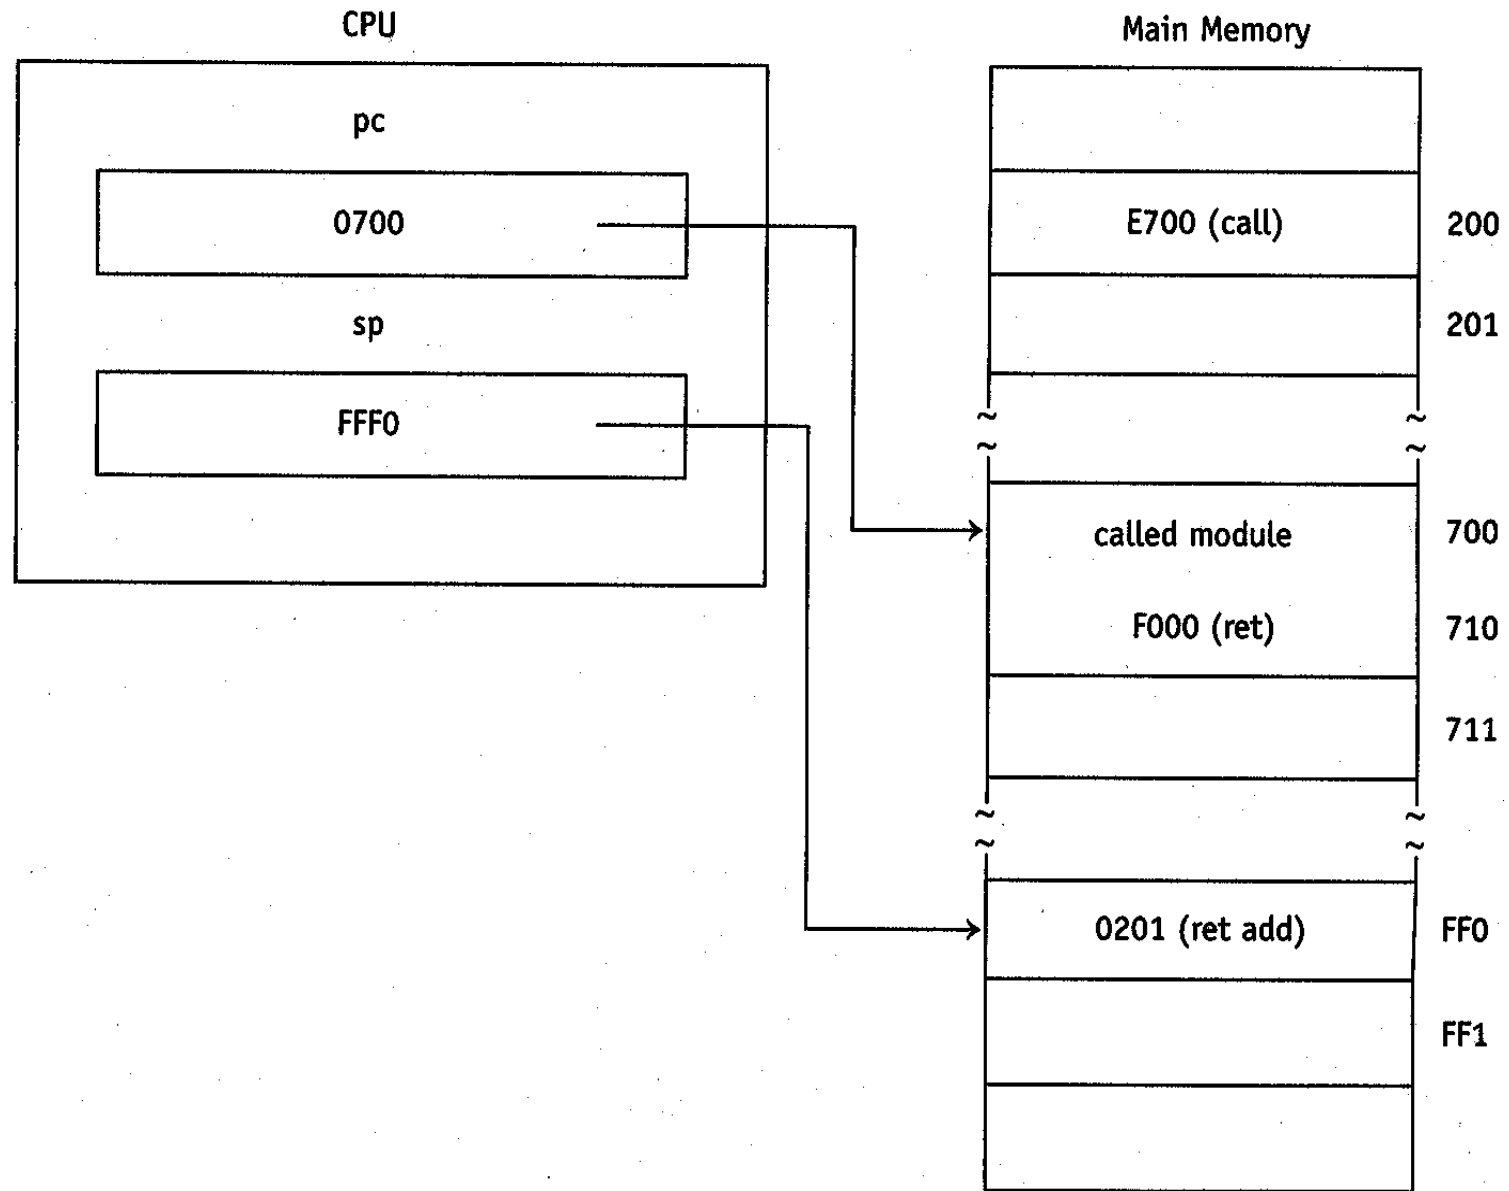 CPU
pc
0700
sp
FFF0
Main Memory
E700 (call)
200
201
called module
700
F000 (ret)
710
711
0201 (ret add)
FF0
FF1